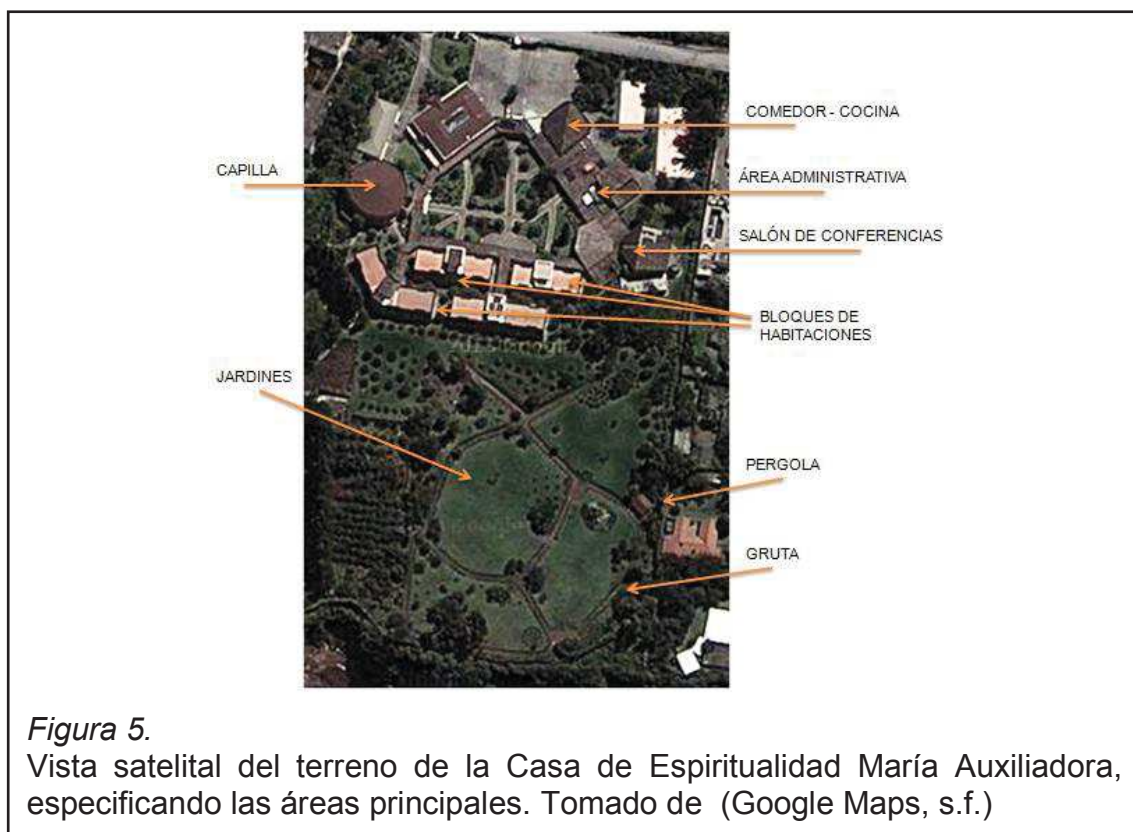 COMEDOR - COCINA
CAPILLA
ÁREA ADMINISTRATIVA
SALÓN DE CONFERENCIAS
BLOQUES DE
HABITACIONES
JARDINES
PERGOLA
GRUTA
Figura 5.
Vista satelital del terreno de la Casa de Espiritualidad María Auxiliadora,
especificando las áreas principales. Tomado de (Google Maps, s.f.)